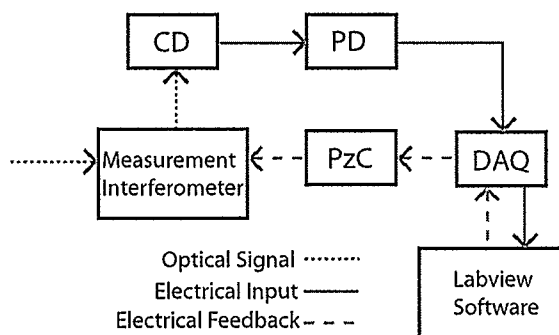 CD
PD
Measurement
Interferometer
PzC
DAQ
Labview
Software
Optical Signal
Electrical Input
Electrical Feedback